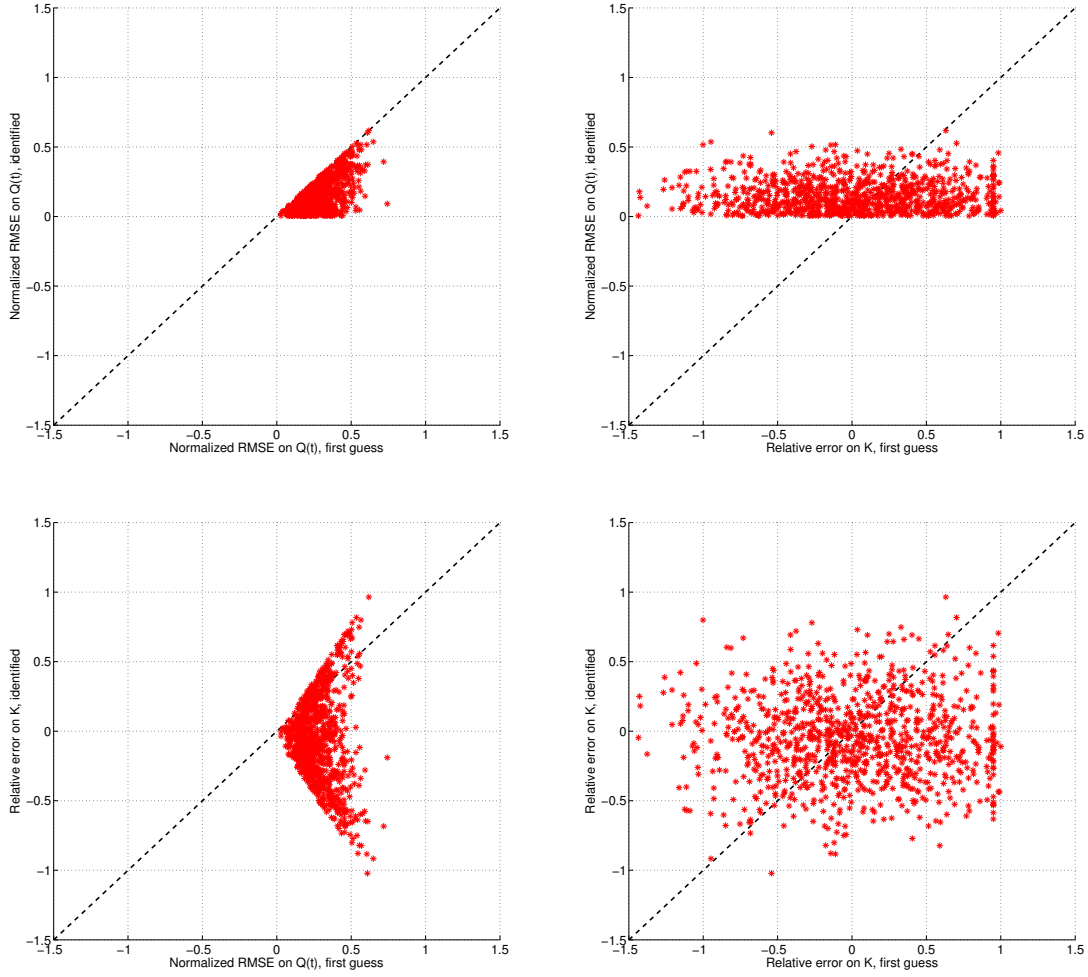 1.5
1
0.5
0
−0.5
−1
−1.5
Normalized RMSE on Q(t), identified
−1.5 −1 −0.5 0 0.5 1 1.5
Normalized RMSE on Q(t), first guess
1.5
1
0.5
0
−0.5
−1
−1.5
Normalized RMSE on Q(t), identified
−1.5 −1 −0.5 0 0.5 1 1.5
Relative error on K, first guess
1.5
1
0.5
0
−0.5
−1
−1.5
Relative error on K, identified
−1.5 −1 −0.5 0 0.5 1 1.5
Normalized RMSE on Q(t), first guess
1.5
1
0.5
0
−0.5
−1
−1.5
Relative error on K, identified
−1.5 −1 −0.5 0 0.5 1 1.5
Relative error on K, first guess